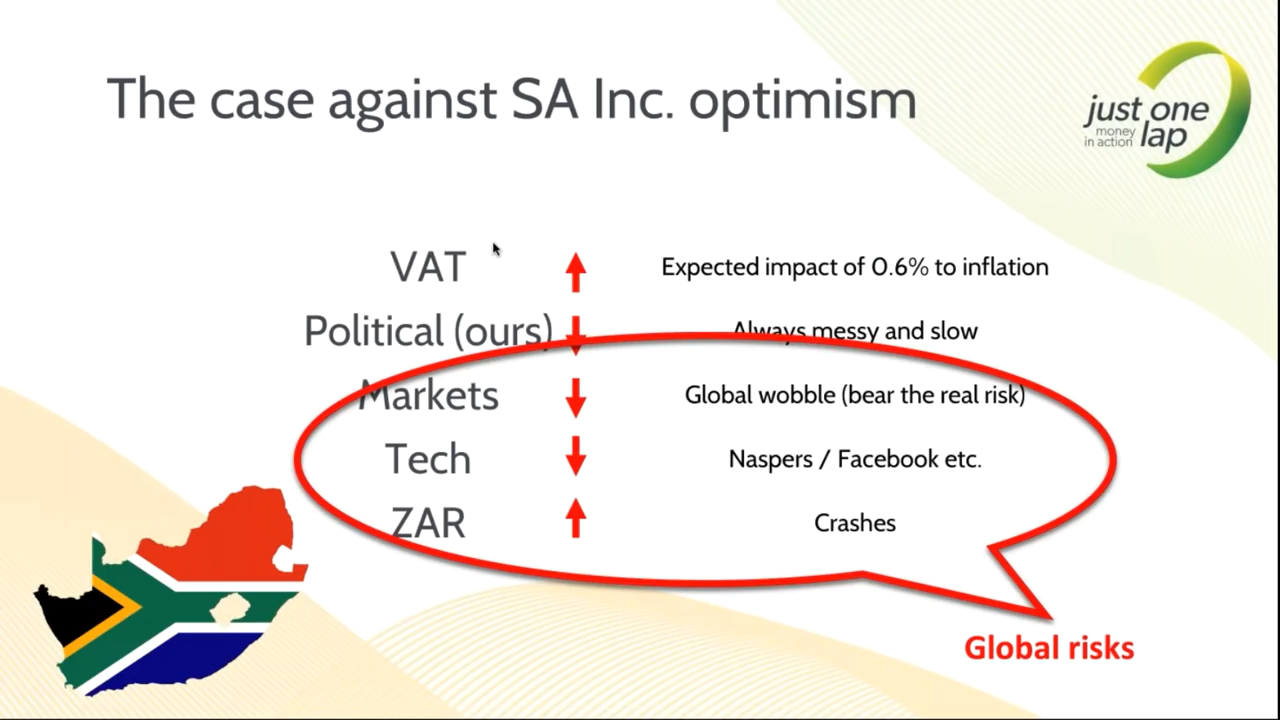 The case against SA Inc. optimism
just one
money
in action lap
VAT Expected impact of 0.6% to inflation
Political (ours) Always messy and slow
Markets Global wobble (bear the real risk)
Tech Naspers / Facebook etc.
ZAR Crashes
Global risks